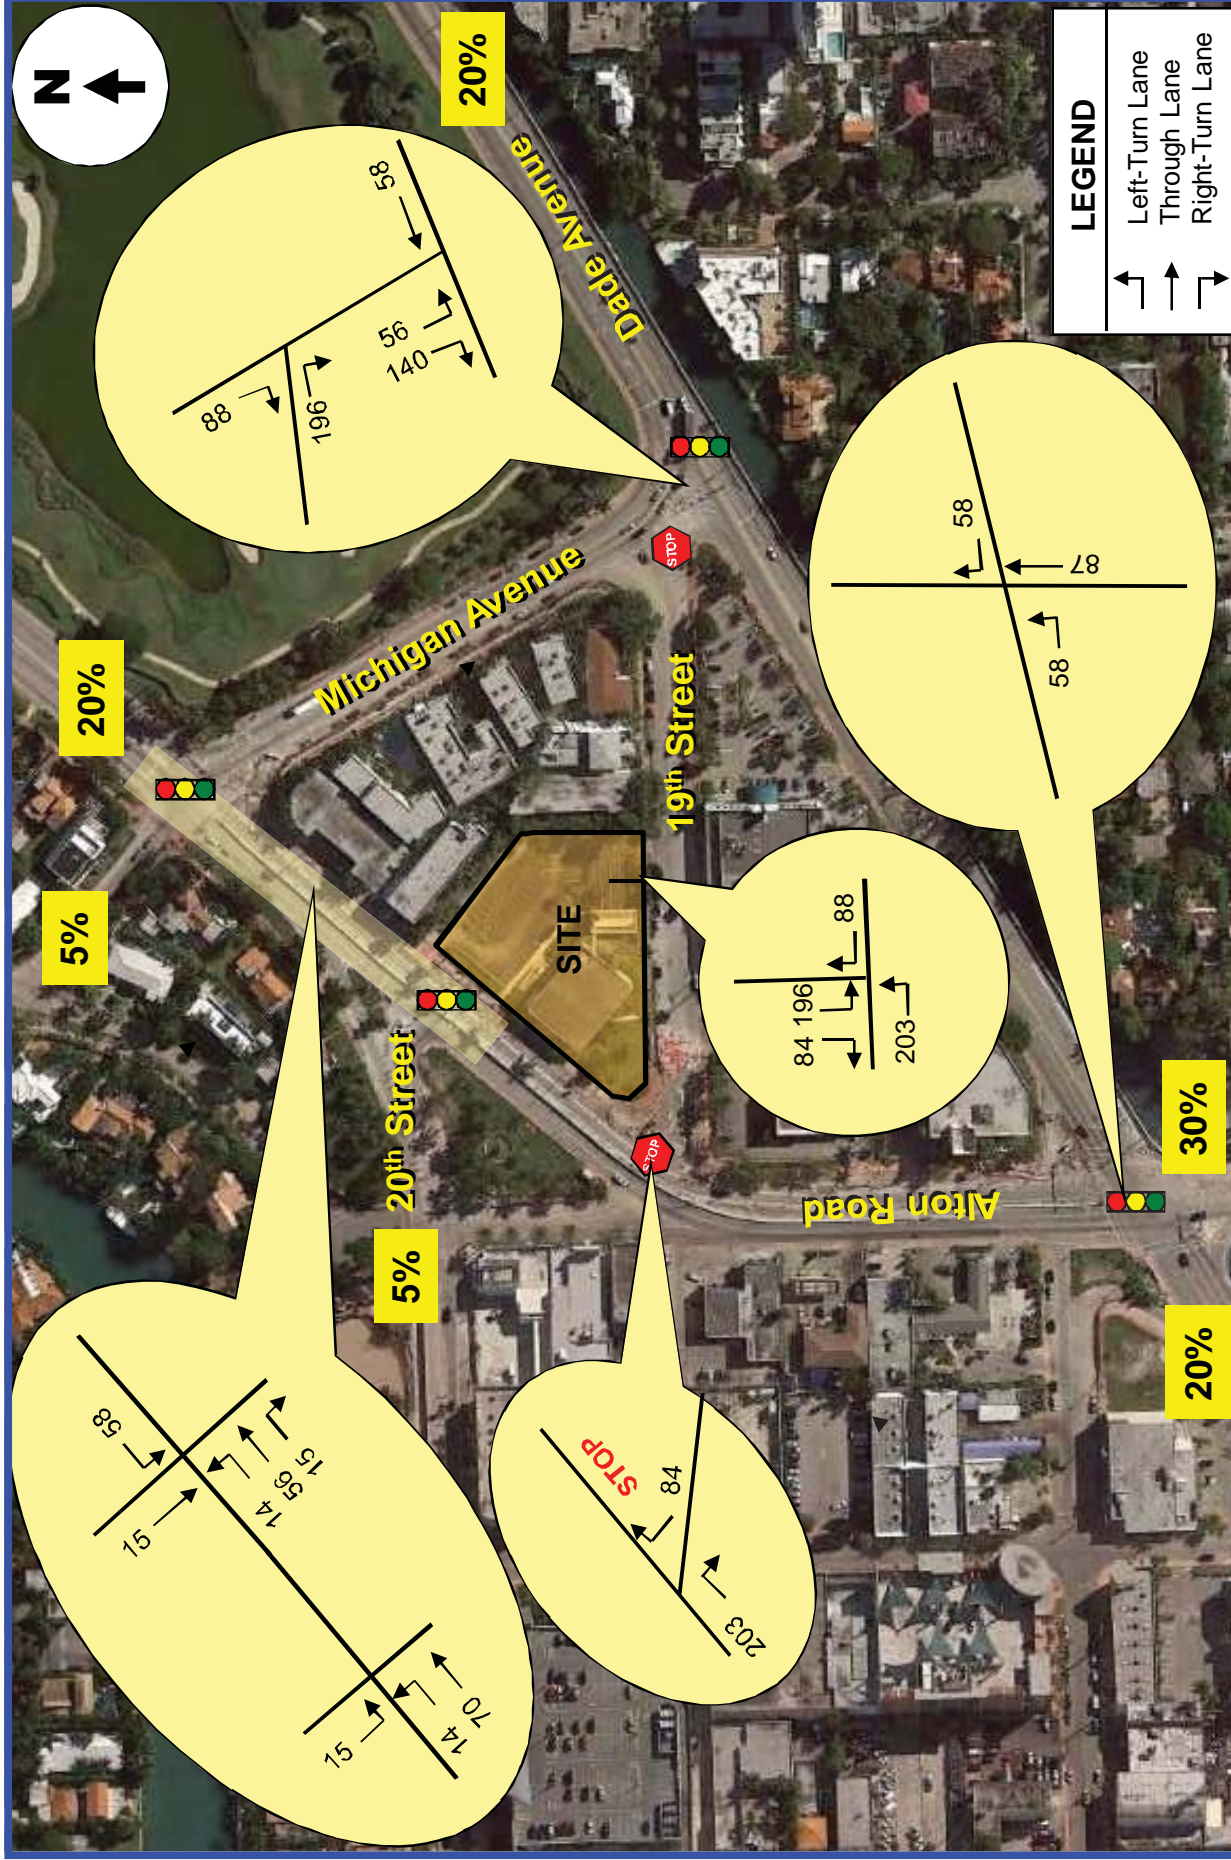 N
20%
58
56
140
88
196
Dade Avenue
LEGEND
Left-Turn Lane
Through Lane
Right-Turn Lane
STOP
Michigan Avenue
20%
5%
19th Street
SITE
58
87
58
88
196
84
203
20th Street
5%
STOP
Alton Road
30%
20%
58
15
14
56
15
15
14
70
STOP
84
203